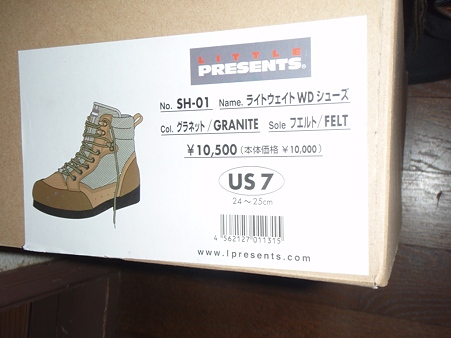 LITTLE
PRESENTS®
No. SH-01 Name. ライトウェイトWDシューズ
Col. グラネット/GRANITE Sole フエルト/FELT
￥10,500(本体価格 ￥10,000)
US 7
24～25cm
4 562127 011315
www.lpresents.com